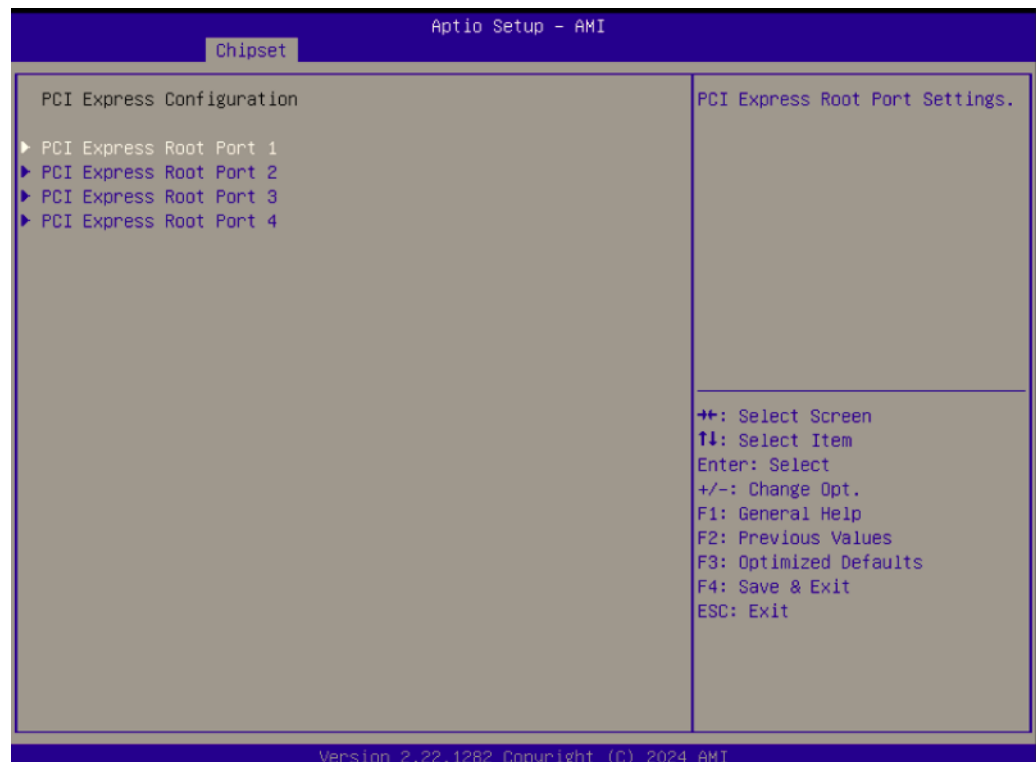 Aptio Setup – AMI
Chipset
PCI Express Configuration
PCI Express Root Port 1
PCI Express Root Port 2
PCI Express Root Port 3
PCI Express Root Port 4
PCI Express Root Port Settings.
→←: Select Screen
↑↓: Select Item
Enter: Select
+/-: Change Opt.
F1: General Help
F2: Previous Values
F3: Optimized Defaults
F4: Save & Exit
ESC: Exit
Version 2.22.1282 Copyright (C) 2024 AMI